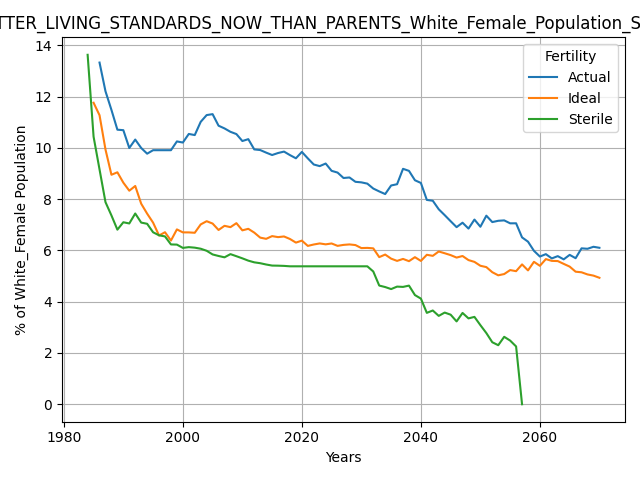 TTER_LIVING_STANDARDS_NOW_THAN_PARENTS_White_Female_Population_S
Fertility
Actual
Ideal
Sterile
% of White_Female Population
14
12
10
8
6
4
2
0
1980 2000 2020 2040 2060
Years